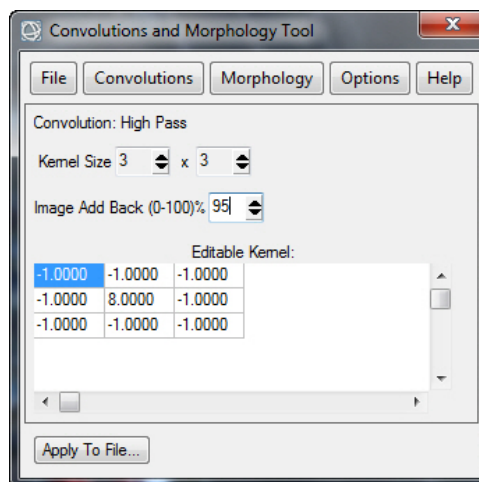 Convolutions and Morphology Tool
File Convolutions Morphology Options Help
Convolution: High Pass
Kernel Size 3 x 3
Image Add Back (0-100)% 95
Editable Kernel:
-1.0000 -1.0000 -1.0000
-1.0000 8.0000 -1.0000
-1.0000 -1.0000 -1.0000
Apply To File...